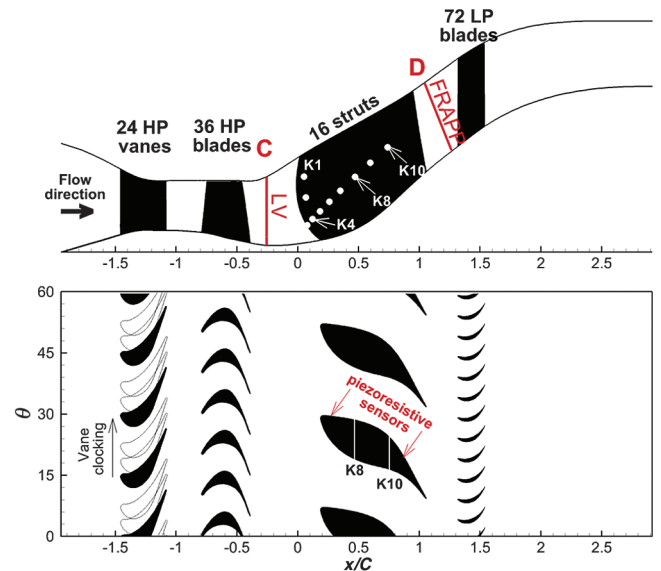 72 LP
blades
D
24 HP
vanes
36 HP
blades
C
16 struts
FRAPP
K1
K10
Flow
direction
LV
K8
K4
-1.5 -1 -0.5 0 0.5 1 1.5 2 2.5
60
45
30
15
0
θ
Vane
clocking
piezoresistive
sensors
K8 K10
-1.5 -1 -0.5 0 0.5 1 1.5 2 2.5
x/C